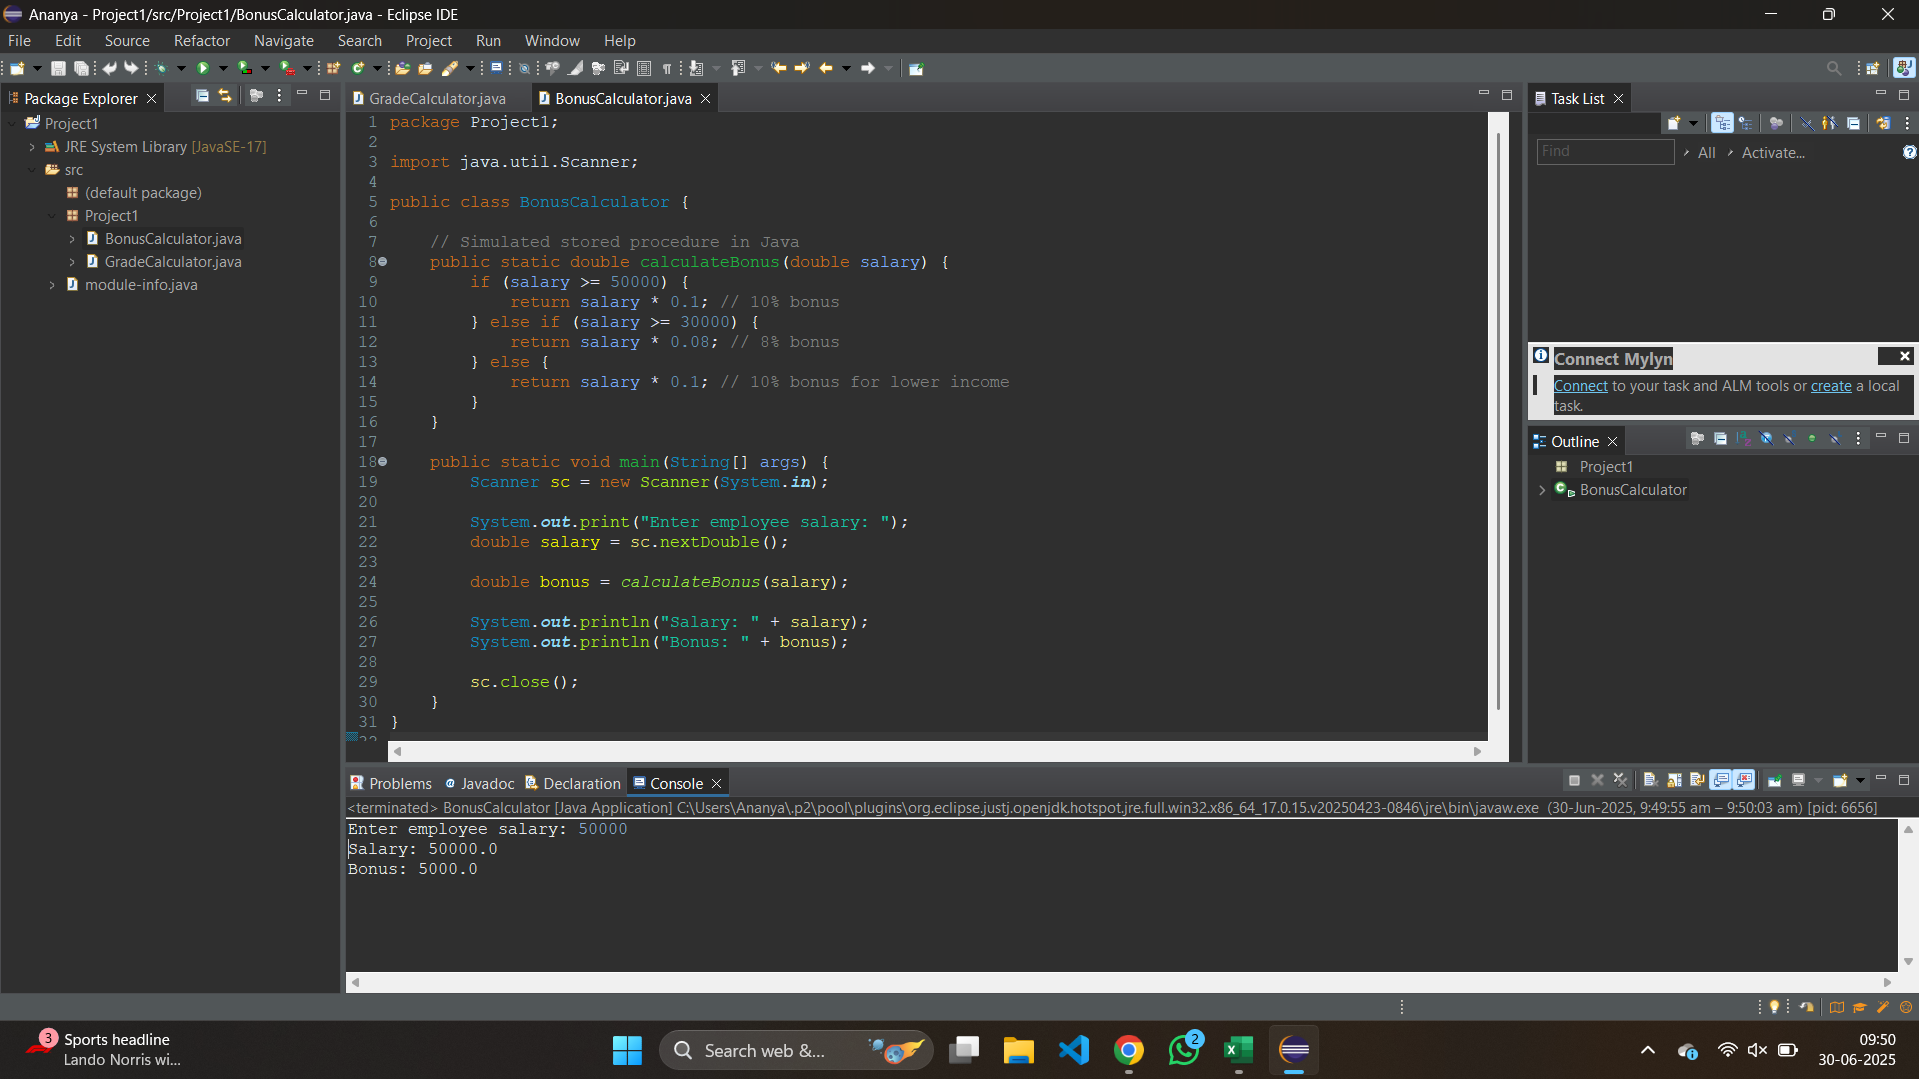 Ananya - Project1/src/Project1/BonusCalculator.java - Eclipse IDE
File Edit Source Refactor Navigate Search Project Run Window Help
Package Explorer
Project1
JRE System Library [JavaSE-17]
src
(default package)
Project1
BonusCalculator.java
GradeCalculator.java
module-info.java
GradeCalculator.java BonusCalculator.java
1 package Project1;
2
3 import java.util.Scanner;
4
5 public class BonusCalculator {
6
7 // Simulated stored procedure in Java
8 public static double calculateBonus(double salary) {
9 if (salary >= 50000) {
10 return salary * 0.1; // 10% bonus
11 } else if (salary >= 30000) {
12 return salary * 0.08; // 8% bonus
13 } else {
14 return salary * 0.1; // 10% bonus for lower income
15 }
16 }
17
18 public static void main(String[] args) {
19 Scanner sc = new Scanner(System.in);
20
21 System.out.print("Enter employee salary: ");
22 double salary = sc.nextDouble();
23
24 double bonus = calculateBonus(salary);
25
26 System.out.println("Salary: " + salary);
27 System.out.println("Bonus: " + bonus);
28
29 sc.close();
30 }
31 }
Task List
Find All Activate...
Connect Mylyn
Connect to your task and ALM tools or create a local
task.
Outline
Project1
BonusCalculator
Problems Javadoc Declaration Console
<terminated> BonusCalculator [Java Application] C:\Users\Ananya\.p2\pool\plugins\org.eclipse.justj.openjdk.hotspot.jre.full.win32.x86_64_17.0.15.v20250423-0846\jre\bin\javaw.exe (30-Jun-2025, 9:49:55 am – 9:50:03 am) [pid: 6656]
Enter employee salary: 50000
Salary: 50000.0
Bonus: 5000.0
3
Sports headline
Lando Norris wi...
Search web &...
2
09:50
30-06-2025